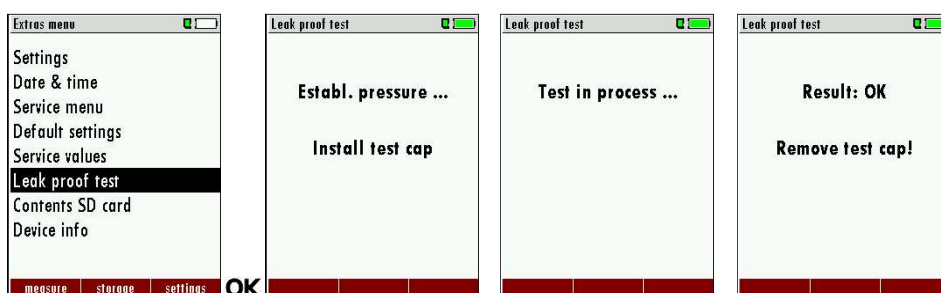 Extras menu
Settings
Date & time
Service menu
Default settings
Service values
Leak proof test
Contents SD card
Device info
measure storage settings
OK
Leak proof test
Establ. pressure ...
Install test cap
Leak proof test
Test in process ...
Leak proof test
Result: OK
Remove test cap!